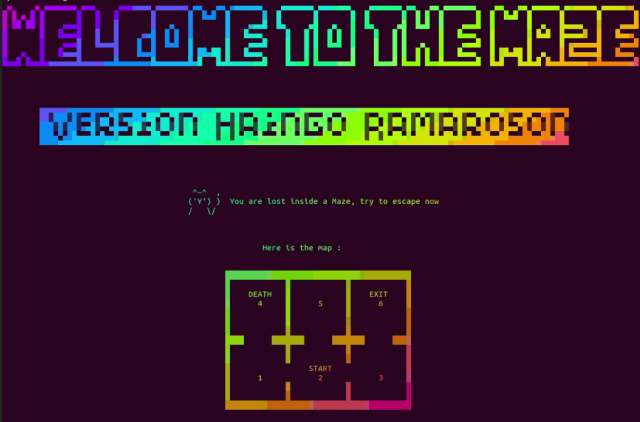 WELCOME TO THE MAZE
VERSION HAINGO RAMAROSON
^-^ ,
('Y') ) You are lost inside a Maze, try to escape now
/ \/
Here is the map :
DEATH EXIT
4 5 6
START
1 2 3